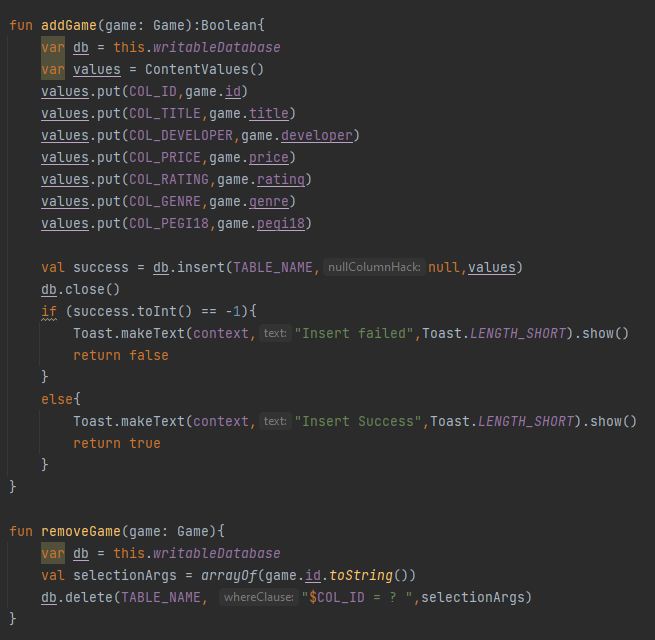 fun addGame(game: Game):Boolean{
var db = this.writableDatabase
var values = ContentValues()
values.put(COL_ID,game.id)
values.put(COL_TITLE,game.title)
values.put(COL_DEVELOPER,game.developer)
values.put(COL_PRICE,game.price)
values.put(COL_RATING,game.rating)
values.put(COL_GENRE,game.genre)
values.put(COL_PEGI18,game.pegi18)
val success = db.insert(TABLE_NAME, nullColumnHack: null,values)
db.close()
if (success.toInt() == -1){
Toast.makeText(context, text: "Insert failed",Toast.LENGTH_SHORT).show()
return false
}
else{
Toast.makeText(context, text: "Insert Success",Toast.LENGTH_SHORT).show()
return true
}
}
fun removeGame(game: Game){
var db = this.writableDatabase
val selectionArgs = arrayOf(game.id.toString())
db.delete(TABLE_NAME, whereClause: "$COL_ID = ? ",selectionArgs)
}